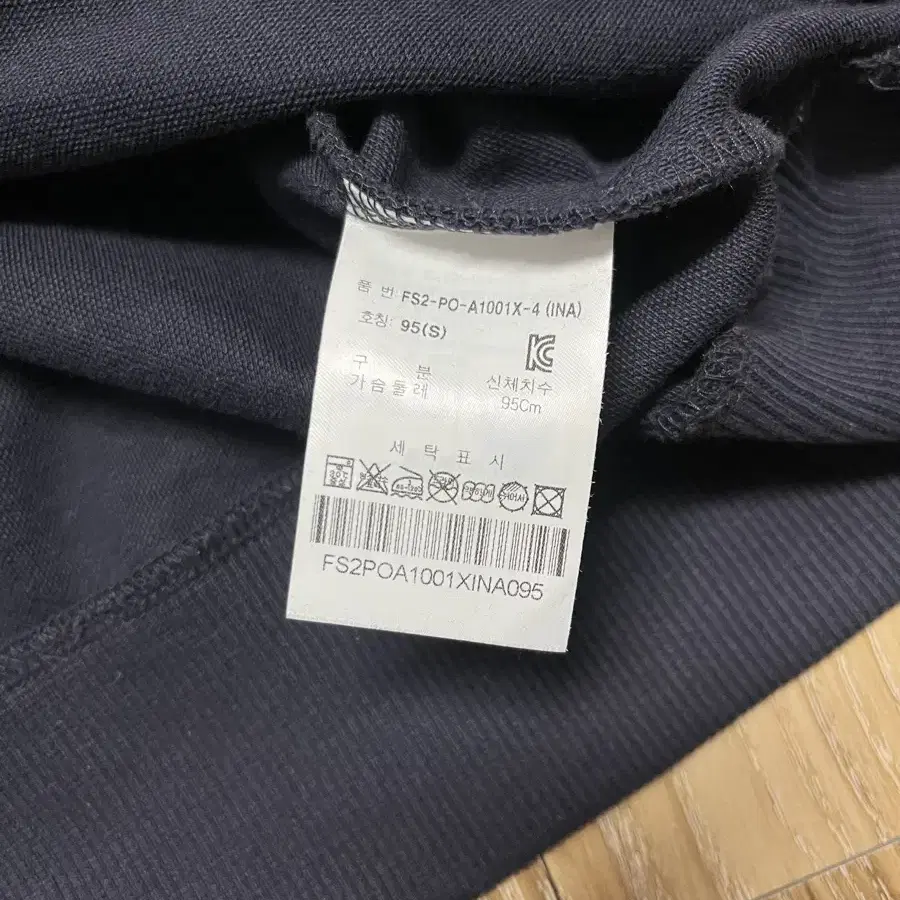 품 번 FS2-PO-A1001X-4 (INA)
호칭: 95(S)
구 분 신체치수
가슴둘레 95Cm
세 탁 표 시
FS2POA1001XINA095